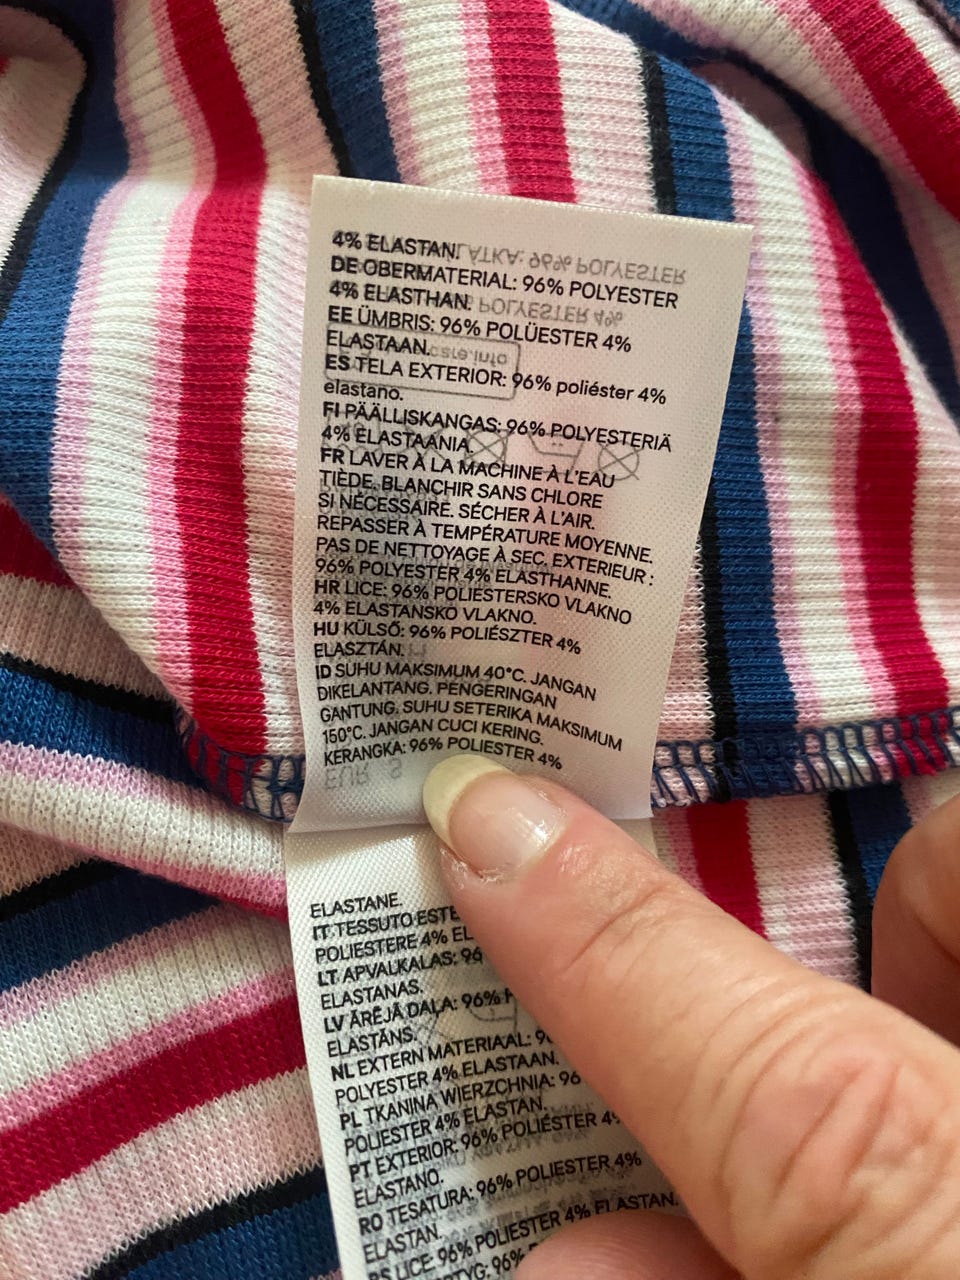 4% ELASTAN.
DE OBERMATERIAL: 96% POLYESTER
4% ELASTHAN.
EE ÜMBRIS: 96% POLÜESTER 4%
ELASTAAN.
ES TELA EXTERIOR: 96% poliéster 4%
elastano.
FI PÄÄLLISKANGAS: 96% POLYESTERIÄ
4% ELASTAANIA.
FR LAVER À LA MACHINE À L'EAU
TIÈDE. BLANCHIR SANS CHLORE
SI NÉCESSAIRE. SÉCHER À L'AIR.
REPASSER À TEMPÉRATURE MOYENNE.
PAS DE NETTOYAGE À SEC. EXTERIEUR :
96% POLYESTER 4% ELASTHANNE.
HR LICE: 96% POLIESTERSKO VLAKNO
4% ELASTANSKO VLAKNO.
HU KÜLSŐ: 96% POLIÉSZTER 4%
ELASZTÁN.
ID SUHU MAKSIMUM 40°C. JANGAN
DIKELANTANG. PENGERINGAN
GANTUNG. SUHU SETERIKA MAKSIMUM
150°C. JANGAN CUCI KERING.
KERANGKA: 96% POLIESTER 4%
ELASTANE
IT TESSUTO ESTE
POLIESTERE 4% EL
LT APVALKALAS: 96
ELASTANAS.
LV ĀRĒJĀ DAĻA: 96%
ELASTĀNS.
NL EXTERN MATERIAAL:
POLYESTER 4% ELASTAAN.
PL TKANINA WIERZCHNIA: 96
POLIESTER 4% ELASTAN.
PT EXTERIOR: 96% POLIÉSTER 4%
ELASTANO.
RO TESATURA: 96% POLIESTER 4%
ELASTAN.
RS LICE: 96% POLIESTER 4% ELASTAN.
96%